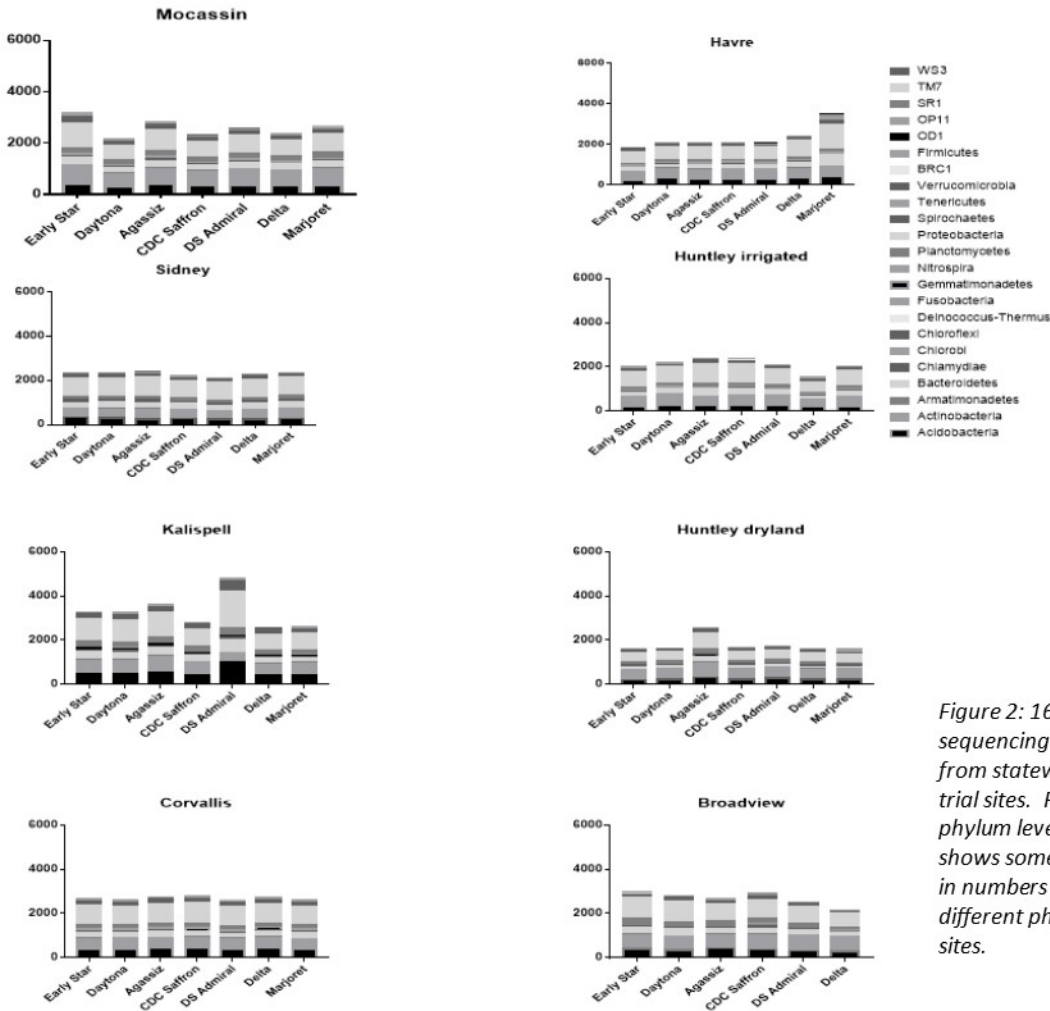 Mocassin
6000
4000
2000
0
Early Star
Daytona
Agassiz
CDC Saffron
DS Admiral
Delta
Marjoret
Havre
6000
4000
2000
0
Early Star
Daytona
Agassiz
CDC Saffron
DS Admiral
Delta
Marjoret
WS3
TM7
SR1
OP11
OD1
Firmicutes
BRC1
Verrucomicrobia
Tenericutes
Spirochaetes
Proteobacteria
Planctomycetes
Nitrospira
Gemmatimonadetes
Fusobacteria
Deinococcus-Thermus
Chloroflexi
Chlorobi
Chlamydiae
Bacteroidetes
Armatimonadetes
Actinobacteria
Acidobacteria
Sidney
6000
4000
2000
0
Early Star
Daytona
Agassiz
CDC Saffron
DS Admiral
Delta
Marjoret
Huntley irrigated
6000
4000
2000
0
Early Star
Daytona
Agassiz
CDC Saffron
DS Admiral
Delta
Marjoret
Kalispell
6000
4000
2000
0
Early Star
Daytona
Agassiz
CDC Saffron
DS Admiral
Delta
Marjoret
Huntley dryland
6000
4000
2000
0
Early Star
Daytona
Agassiz
CDC Saffron
DS Admiral
Delta
Marjoret
Corvallis
6000
4000
2000
0
Early Star
Daytona
Agassiz
CDC Saffron
DS Admiral
Delta
Marjoret
Broadview
6000
4000
2000
0
Early Star
Daytona
Agassiz
CDC Saffron
DS Admiral
Delta
Figure 2: 16
sequencing
from statew
trial sites.
phylum leve
shows some
in numbers
different ph
sites.